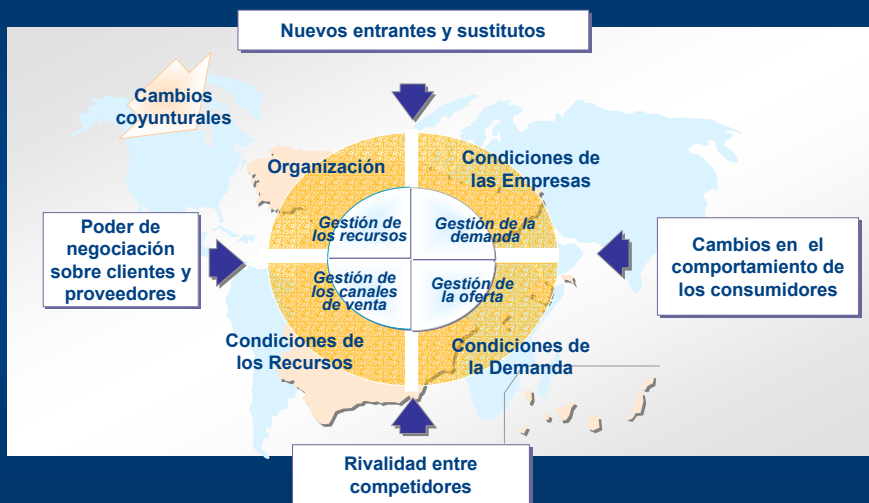 Nuevos entrantes y sustitutos
Cambios
coyunturales
Organización
Condiciones de
las Empresas
Gestión de
los recursos
Gestión de la
demanda
Poder de
negociación
sobre clientes y
proveedores
Cambios en el
comportamiento de
los consumidores
Gestión de
los canales
de venta
Gestión de
la oferta
Condiciones de
los Recursos
Condiciones de
la Demanda
Rivalidad entre
competidores